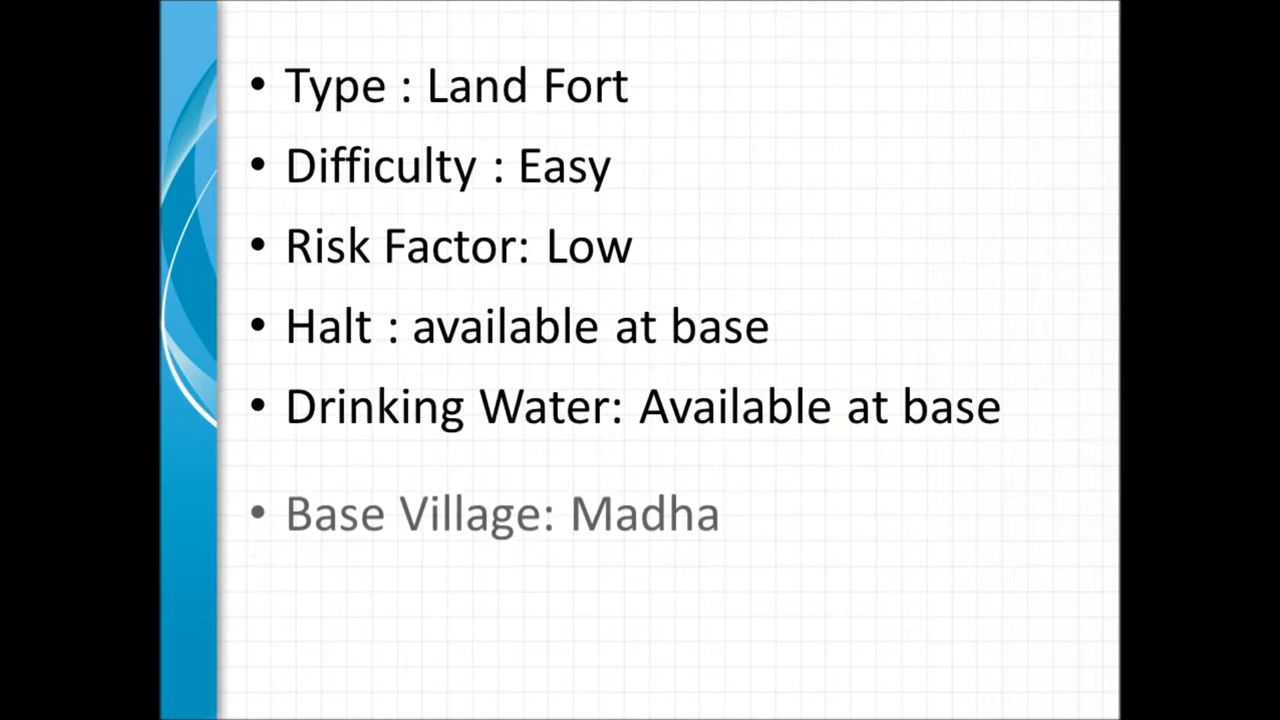 • Type : Land Fort
• Difficulty : Easy
• Risk Factor: Low
• Halt : available at base
• Drinking Water: Available at base
• Base Village: Madha